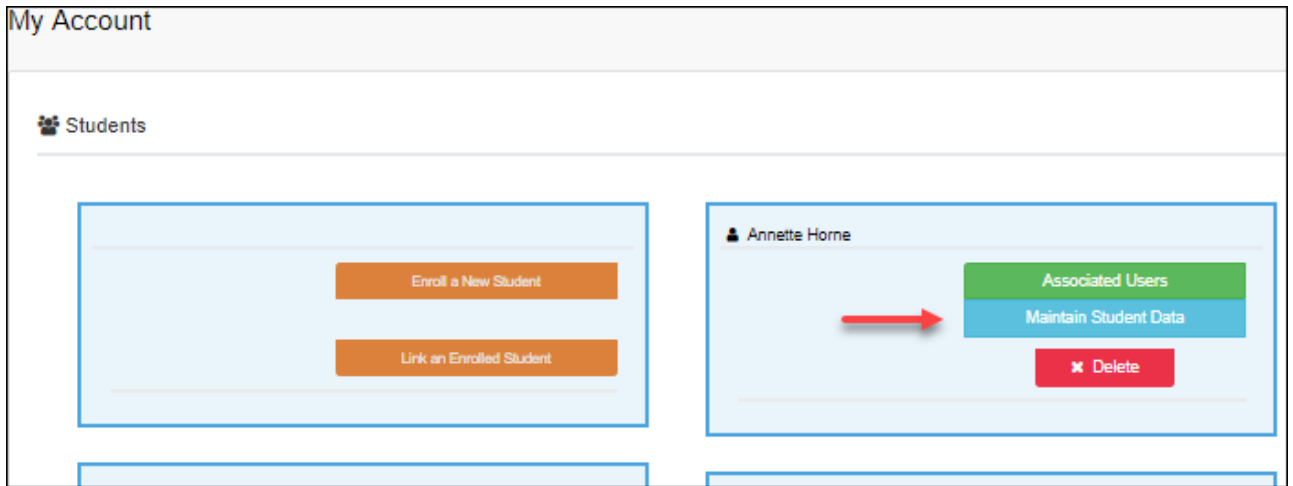 My Account
Students
Enroll a New Student
Link an Enrolled Student
Annette Horne
Associated Users
Maintain Student Data
Delete